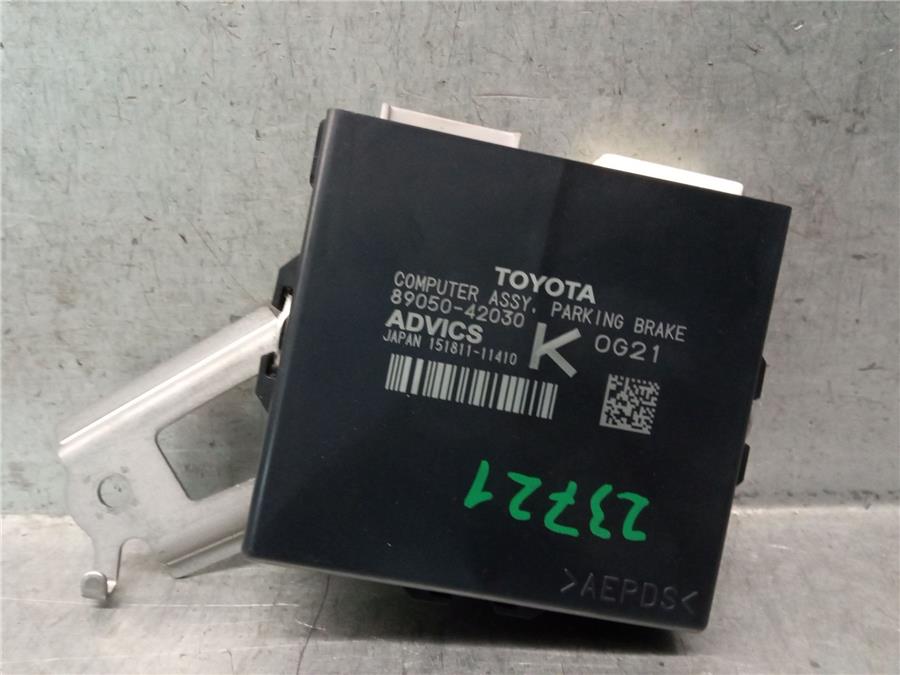 TOYOTA
COMPUTER ASSY, PARKING BRAKE
89050-42030
ADVICS K 0G21
JAPAN 151811-11410
23721
>AEPDS<